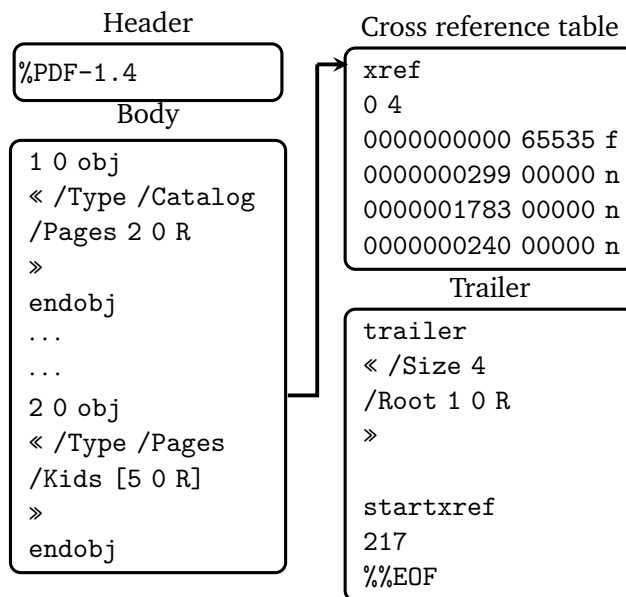 Header
%PDF-1.4
Body
1 0 obj
« /Type /Catalog
/Pages 2 0 R
»
endobj
...
...
2 0 obj
« /Type /Pages
/Kids [5 0 R]
»
endobj
Cross reference table
xref
0 4
0000000000 65535 f
0000000299 00000 n
0000001783 00000 n
0000000240 00000 n
Trailer
trailer
« /Size 4
/Root 1 0 R
»
startxref
217
%%EOF